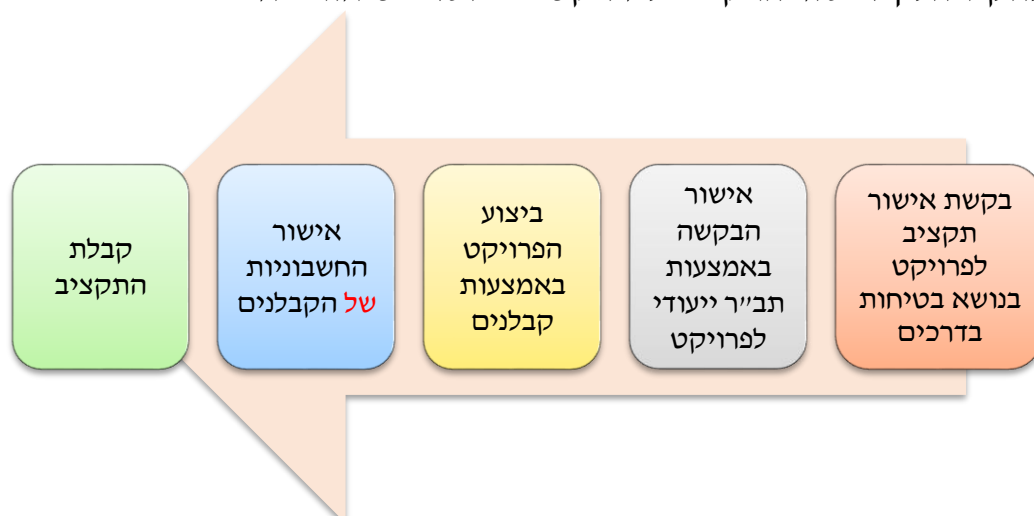 בקשת אישור
תקציב
לפרויקט
בנושא בטיחות
בדרכים
אישור
הבקשה
באמצעות
תב״ר ייעודי
לפרויקט
ביצוע
הפרויקט
באמצעות
קבלנים
אישור
החשבוניות
של הקבלנים
קבלת
התקציב